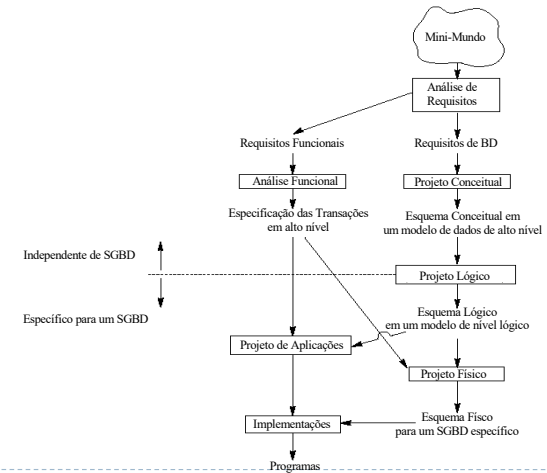 Mini-Mundo
Análise de
Requisitos
Requisitos Funcionais
Requisitos de BD
Análise Funcional
Projeto Conceitual
Especificação das Transações
em alto nível
Esquema Conceitual em
um modelo de dados de alto nível
Independente de SGBD
Projeto Lógico
Específico para um SGBD
Esquema Lógico
em um modelo de nível lógico
Projeto de Aplicações
Projeto Físico
Implementações
Esquema Físco
para um SGBD específico
Programas